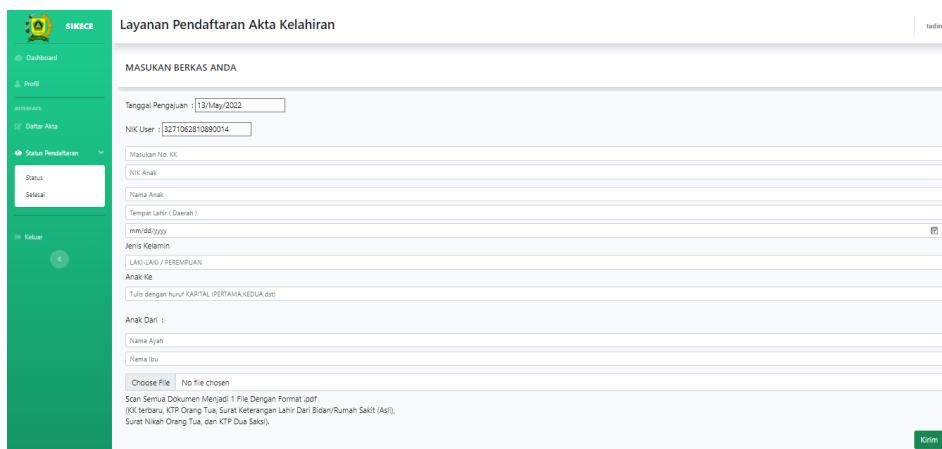 SIKECE
Layanan Pendaftaran Akta Kelahiran
tadin
Dashboard
Profil
INTERFACE
Daftar Akta
Status Pendaftaran
Status
Selesai
Keluar
MASUKAN BERKAS ANDA
Tanggal Pengajuan : 13/May/2022
NIK User : 3271062810890014
Masukan No. KK
NIK Anak
Nama Anak
Tempat Lahir ( Daerah )
mm/dd/yyyy
Jenis Kelamin
LAKI-LAKI / PEREMPUAN
Anak Ke
Tulis dengan huruf KAPITAL (PERTAMA,KEDUA,dst)
Anak Dari :
Nama Ayah
Nama Ibu
Choose File No file chosen
Scan Semua Dokumen Menjadi 1 File Dengan Format .pdf
(KK terbaru, KTP Orang Tua, Surat Keterangan Lahir Dari Bidan/Rumah Sakit (Asli),
Surat Nikah Orang Tua, dan KTP Dua Saksi).
Kirim